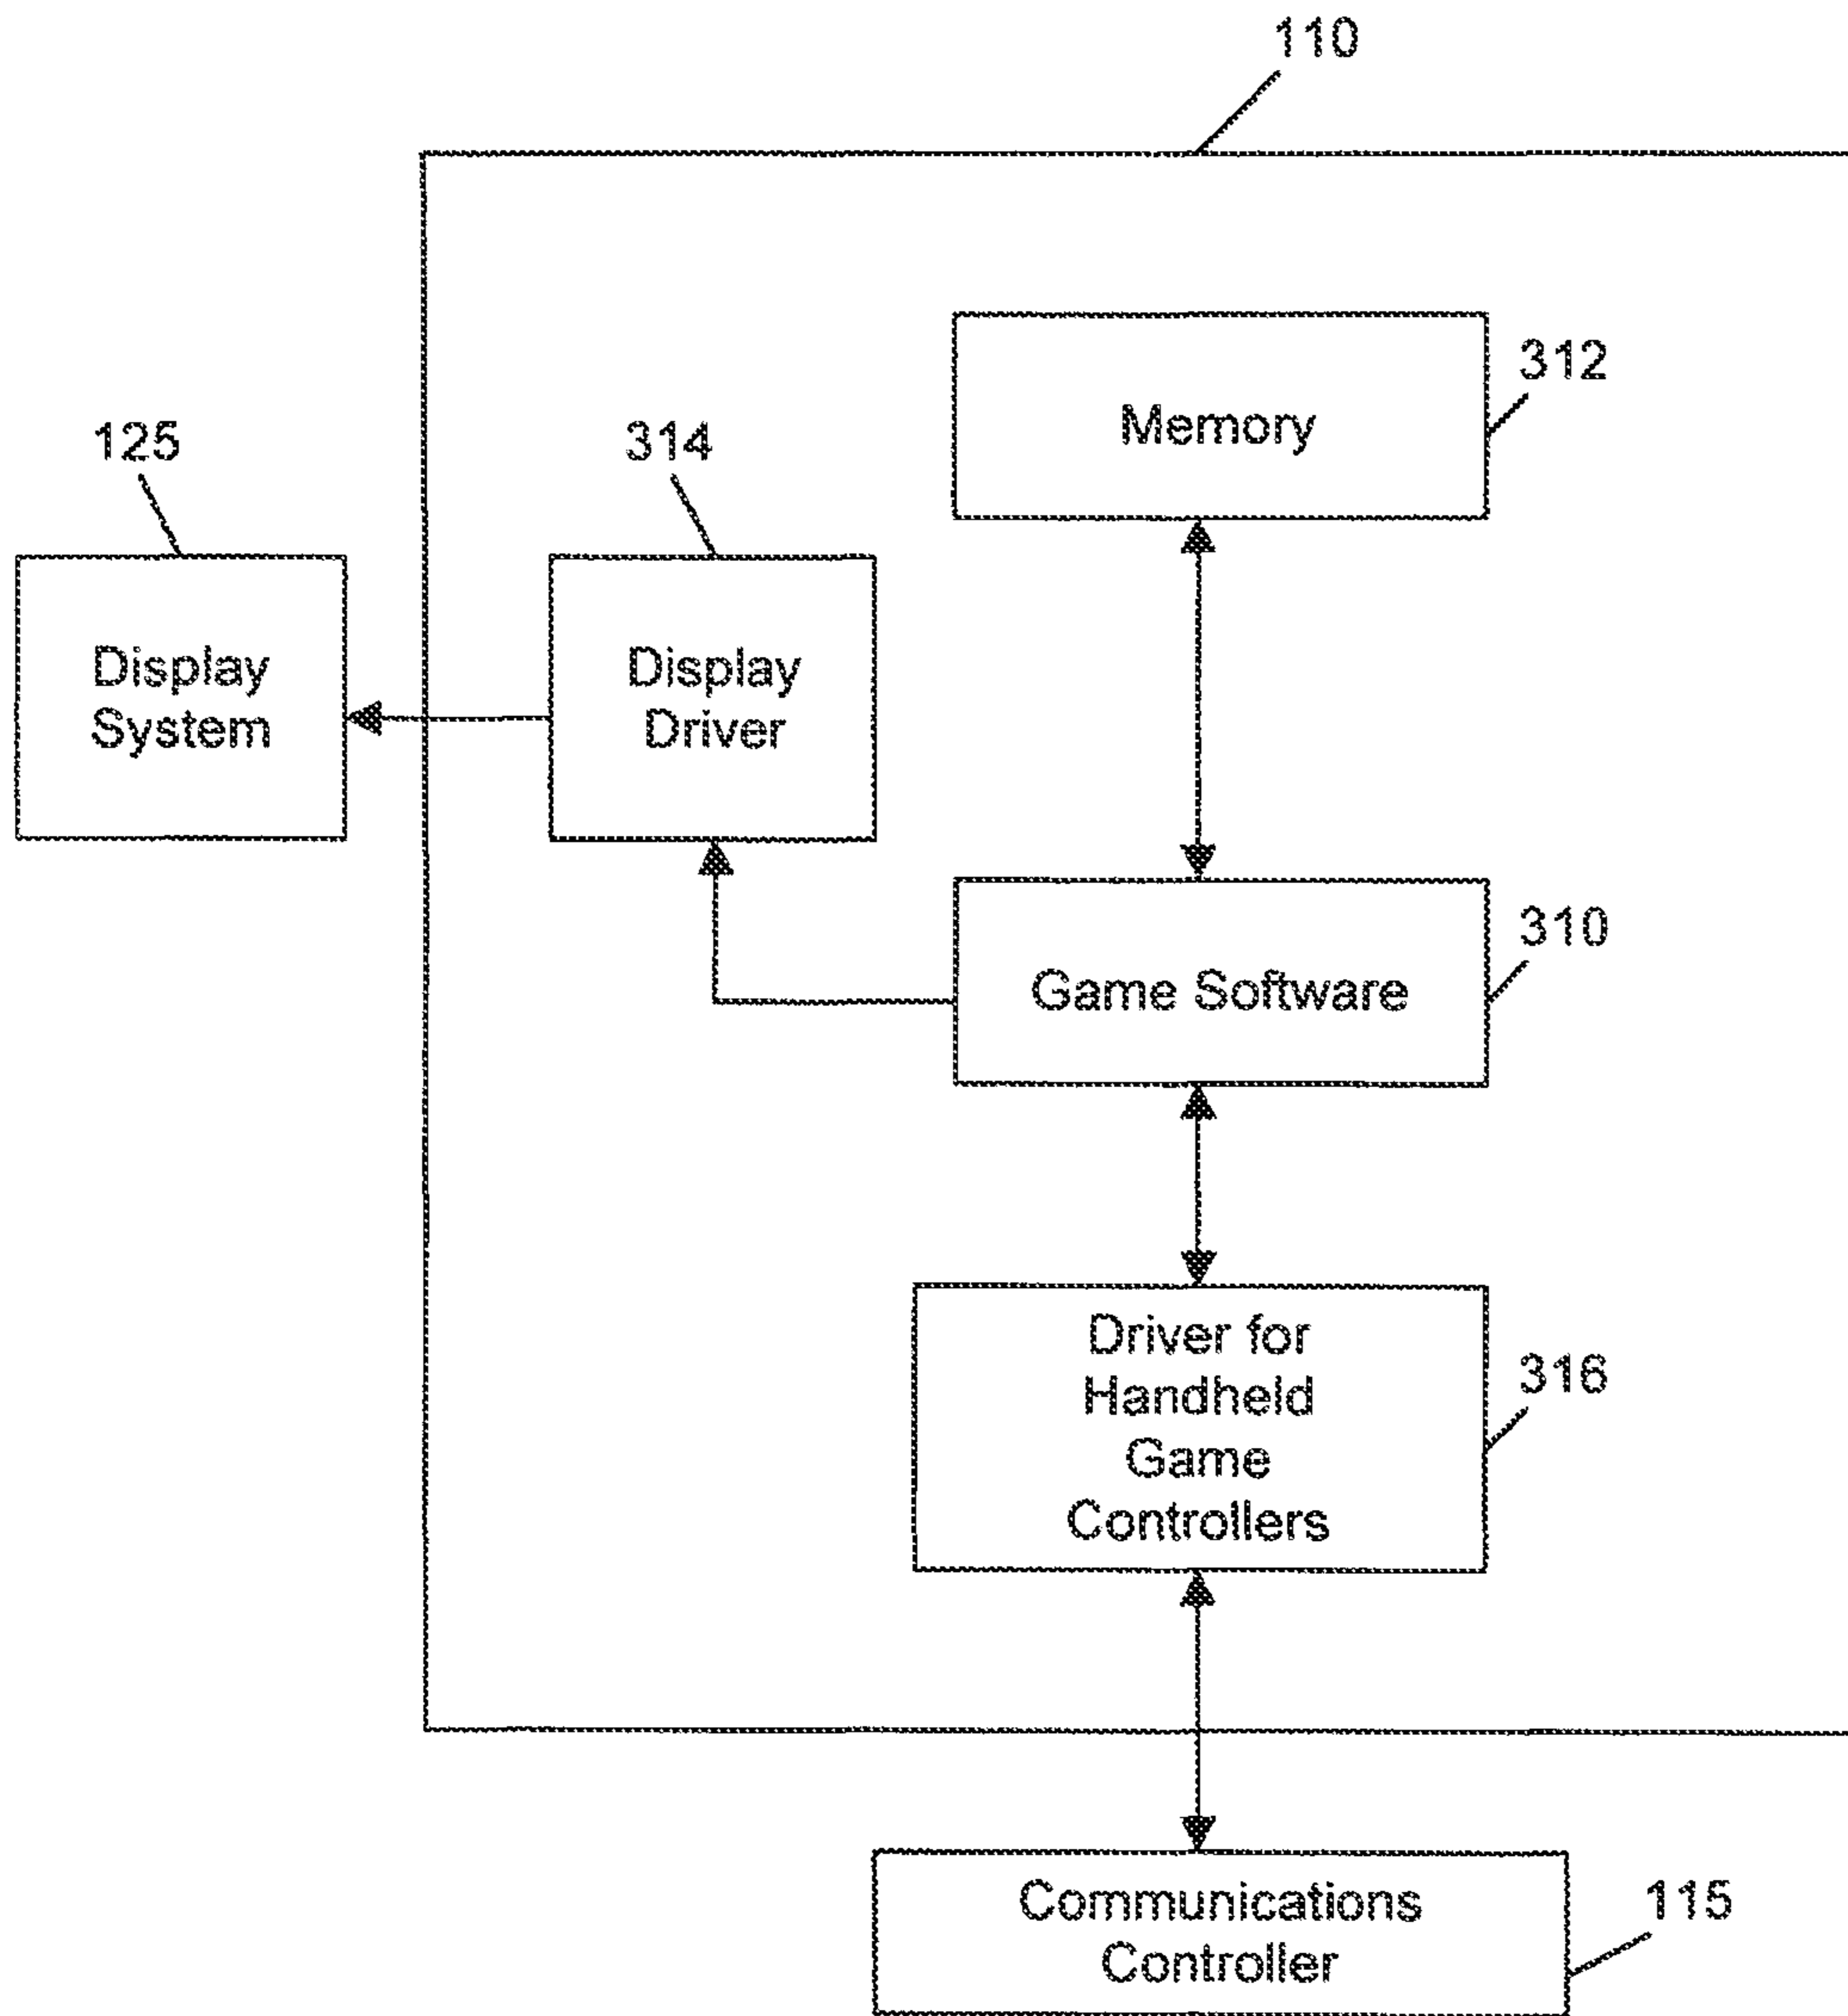 110
Memory
312
125
314
Display
System
Display
Driver
Game Software
310
Driver for
Handheld
Game
Controllers
316
Communications
Controller
115